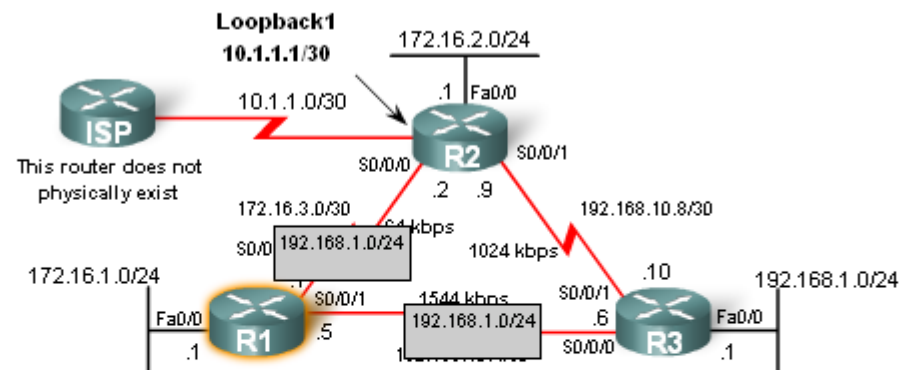 Loopback1
10.1.1.1/30
172.16.2.0/24
10.1.1.0/30
.1
Fa0/0
ISP
R2
This router does not
physically exist
S0/0/0
S0/0/1
.2
.9
172.16.3.0/30
192.168.10.8/30
kbps
192.168.1.0/24
1024 kbps
172.16.1.0/24
.10
192.168.1.0/24
S0/0/1
1544 kbps
S0/0/1
Fa0/0
R1
.5
192.168.1.0/24
.6
R3
Fa0/0
.1
S0/0/0
.1